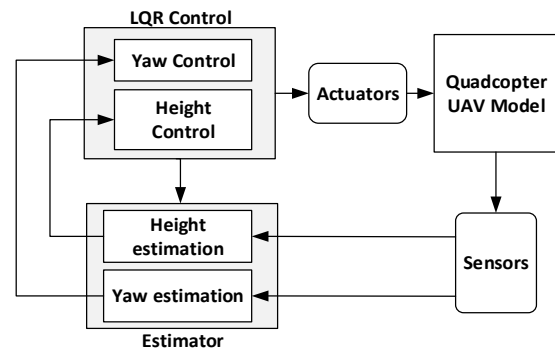 LQR Control
Yaw Control
Height
Control
Actuators
Quadcopter
UAV Model
Height
estimation
Yaw estimation
Sensors
Estimator